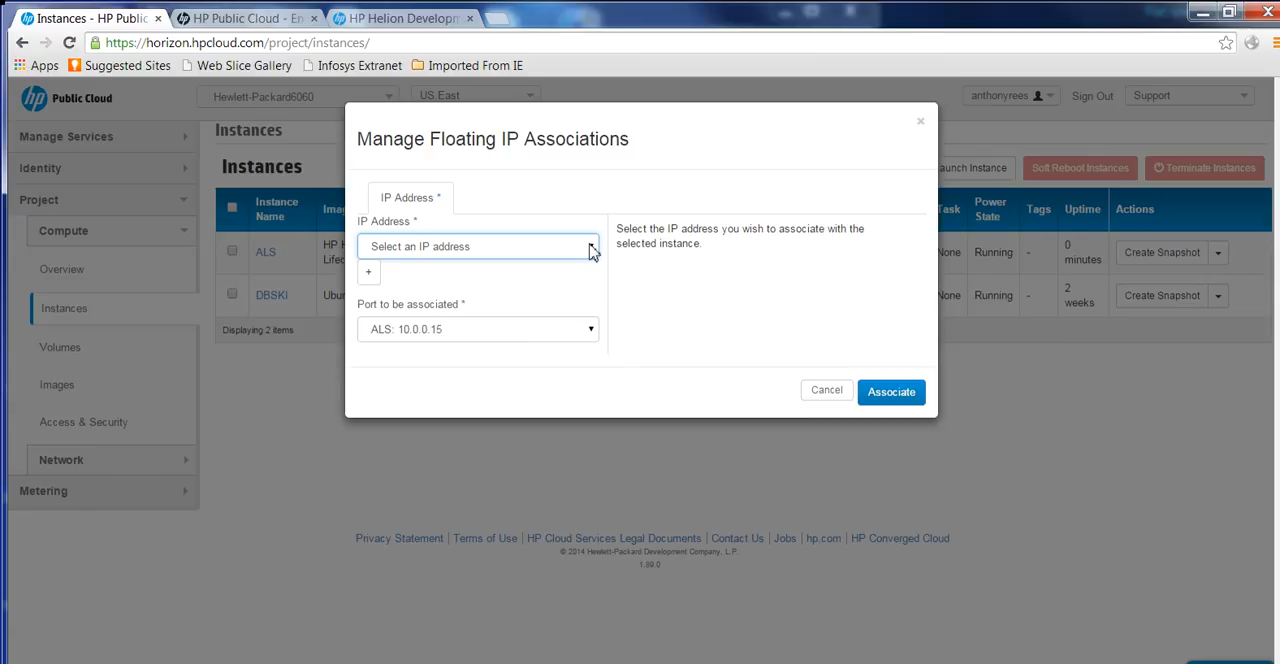 Instances - HP Public C
HP Public Cloud - En
HP Helion Developm
https://horizon.hpcloud.com/project/instances/
Apps Suggested Sites Web Slice Gallery Infosys Extranet Imported From IE
hp Public Cloud
Hewlett-Packard6060
US East
anthonyrees
Sign Out
Support
Manage Services
Identity
Project
Compute
Overview
Instances
Volumes
Images
Access & Security
Network
Metering
Instances
Instances
aunch Instance
Soft Reboot Instances
Terminate Instances
Instance Name
Ima
Task
Power State
Tags
Uptime
Actions
ALS
HP H
Lifec
None
Running
-
0 minutes
Create Snapshot
DBSKI
Ubu
None
Running
-
2 weeks
Create Snapshot
Displaying 2 items
Manage Floating IP Associations
×
IP Address *
IP Address *
Select an IP address
+
Port to be associated *
ALS: 10.0.0.15
Select the IP address you wish to associate with the
selected instance.
Cancel
Associate
Privacy Statement | Terms of Use | HP Cloud Services Legal Documents | Contact Us | Jobs | hp.com | HP Converged Cloud
© 2014 Hewlett-Packard Development Company, L.P.
1.89.0